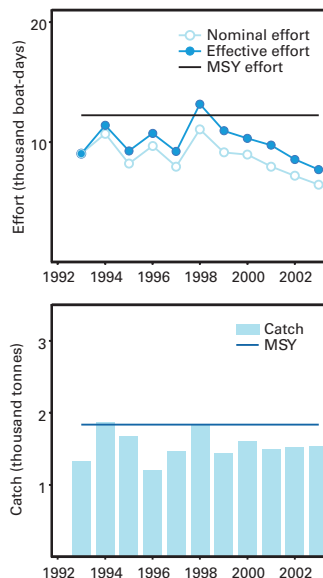 20
Nominal effort
Effective effort
MSY effort
10
Effort (thousand boat-days)
1992 1994 1996 1998 2000 2002
3
Catch
MSY
2
1
Catch (thousand tonnes)
1992 1994 1996 1998 2000 2002